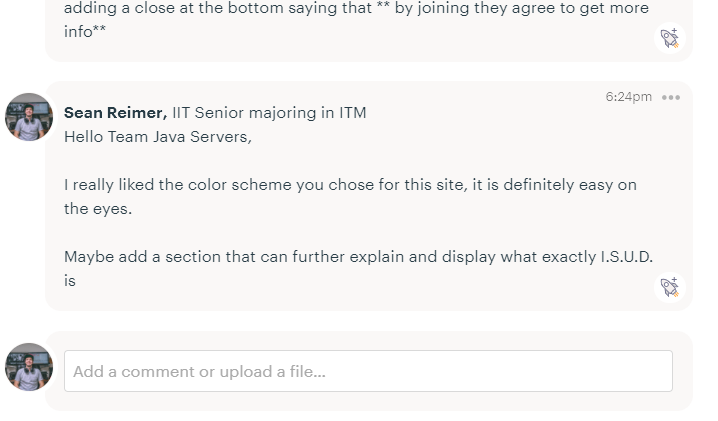 adding a close at the bottom saying that ** by joining they agree to get more
info**
6:24pm
Sean Reimer, IIT Senior majoring in ITM
Hello Team Java Servers,
I really liked the color scheme you chose for this site, it is definitely easy on
the eyes.
Maybe add a section that can further explain and display what exactly I.S.U.D.
is
Add a comment or upload a file...